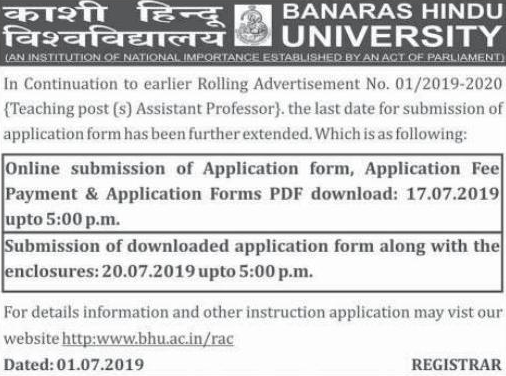 काशी हिन्दू
विश्वविद्यालय
BANARAS HINDU
UNIVERSITY
(AN INSTITUTION OF NATIONAL IMPORTANCE ESTABLISHED BY AN ACT OF PARLIAMENT)
In Continuation to earlier Rolling Advertisement No. 01/2019-2020
{Teaching post (s) Assistant Professor}. the last date for submission of
application form has been further extended. Which is as following:
Online submission of Application form, Application Fee
Payment & Application Forms PDF download: 17.07.2019
upto 5:00 p.m.
Submission of downloaded application form along with the
enclosures: 20.07.2019 upto 5:00 p.m.
For details information and other instruction application may vist our
website http:www.bhu.ac.in/rac
Dated: 01.07.2019 REGISTRAR